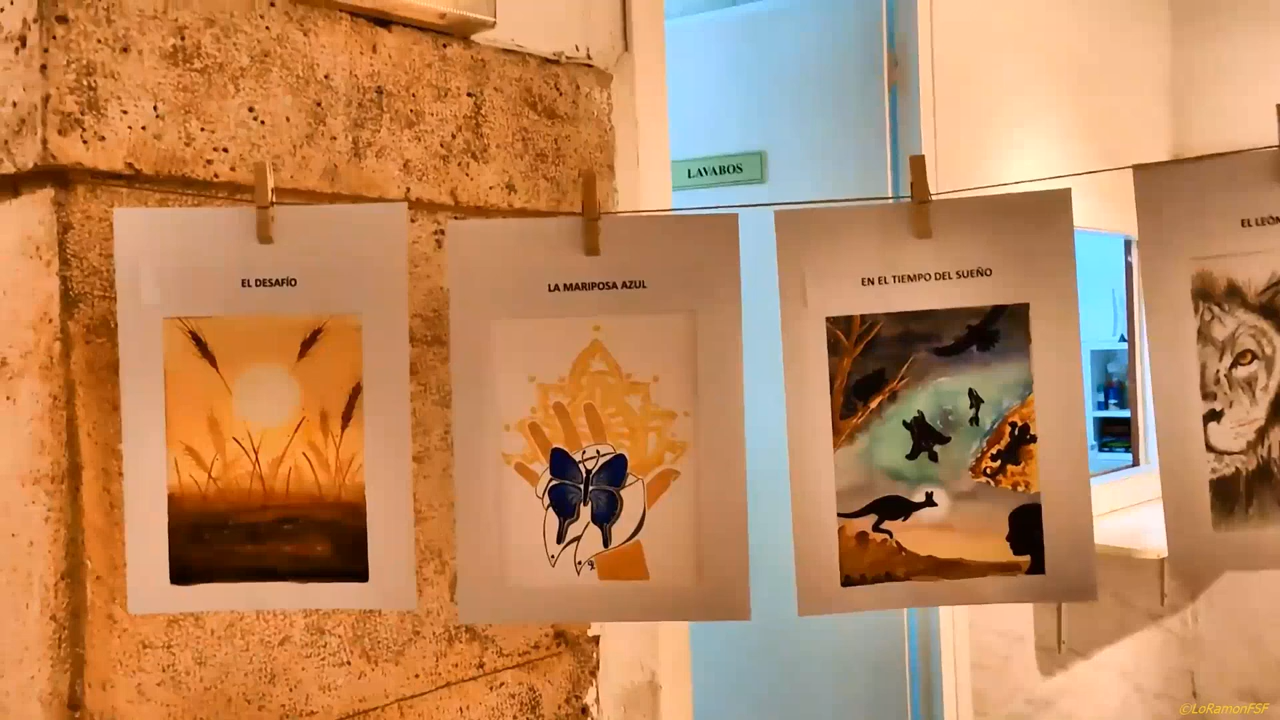 LAVABOS
EL DESAFÍO
LA MARIPOSA AZUL
EN EL TIEMPO DEL SUEÑO
EL LEÓN
©LoRamonFSF